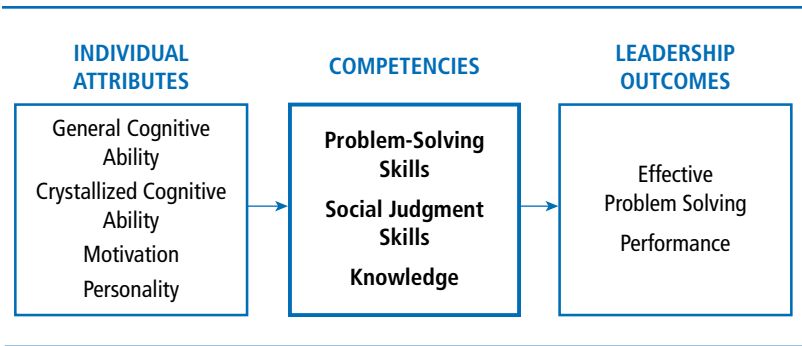 INDIVIDUAL
ATTRIBUTES
General Cognitive
Ability
Crystallized Cognitive
Ability
Motivation
Personality
COMPETENCIES
Problem-Solving
Skills
Social Judgment
Skills
Knowledge
LEADERSHIP
OUTCOMES
Effective
Problem Solving
Performance